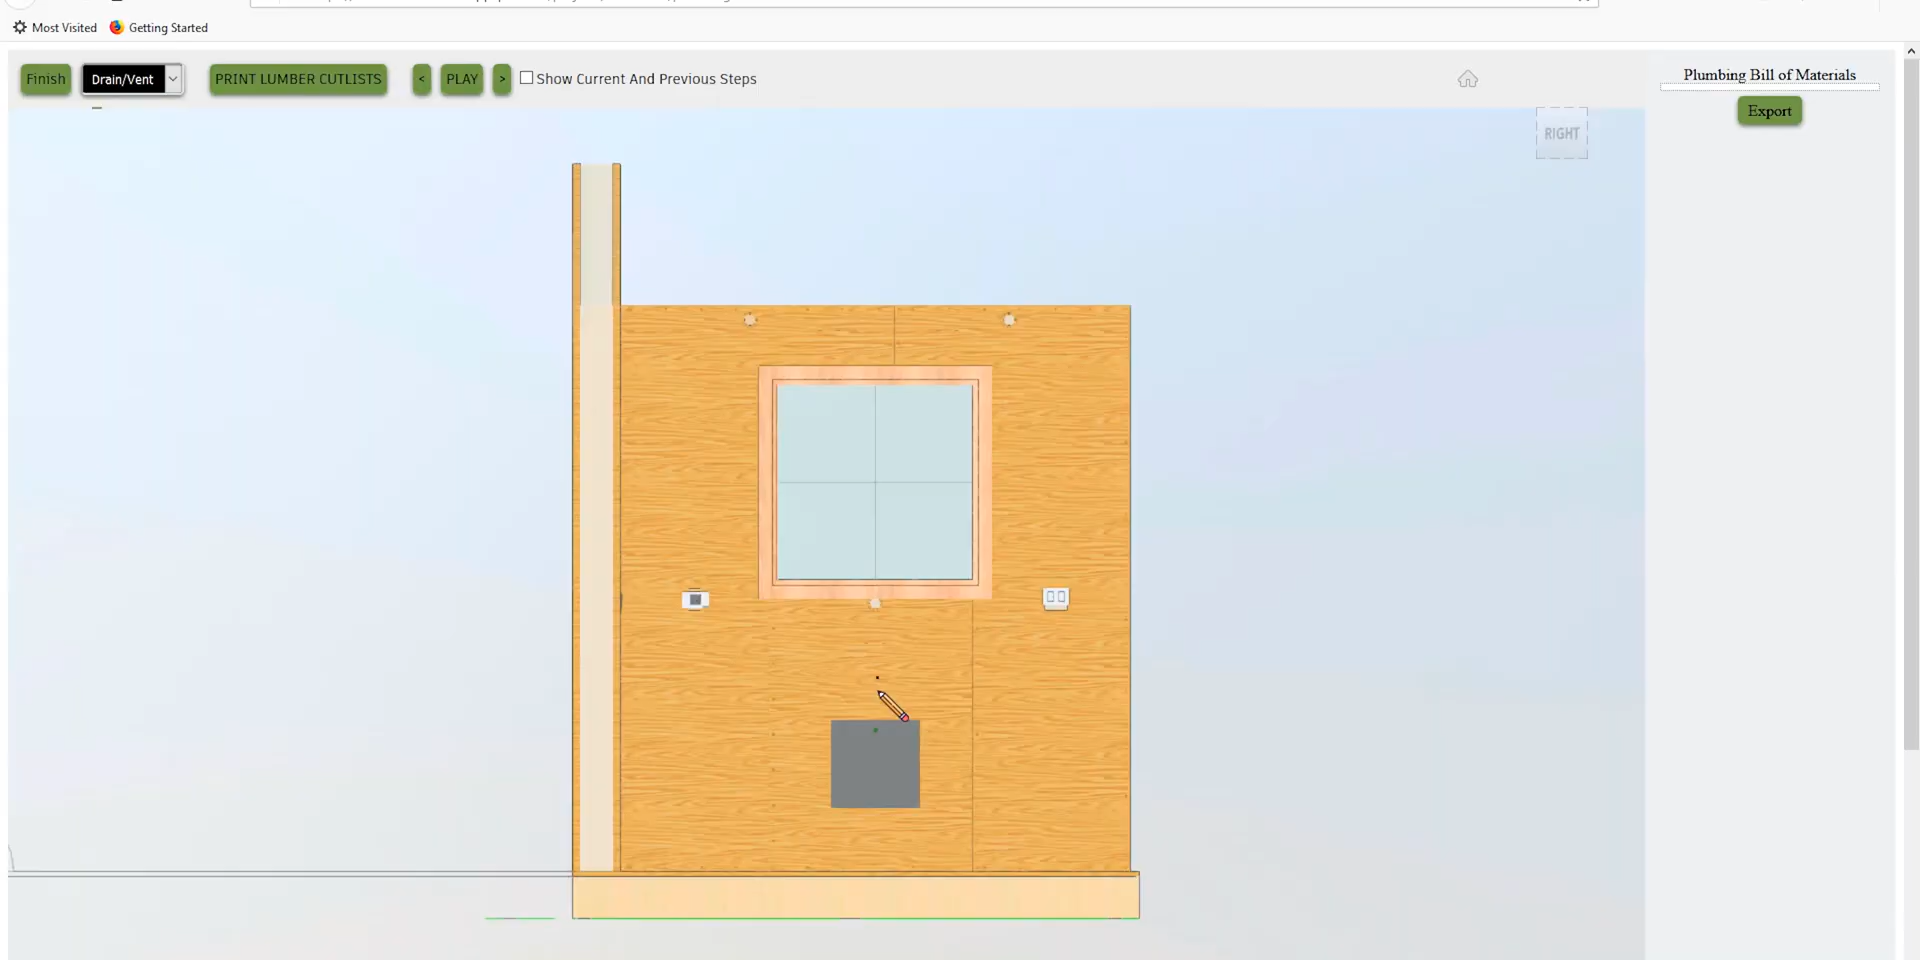 Most Visited
Getting Started
Finish
Drain/Vent
PRINT LUMBER CUTLISTS
<
PLAY
>
Show Current And Previous Steps
RIGHT
Plumbing Bill of Materials
Export